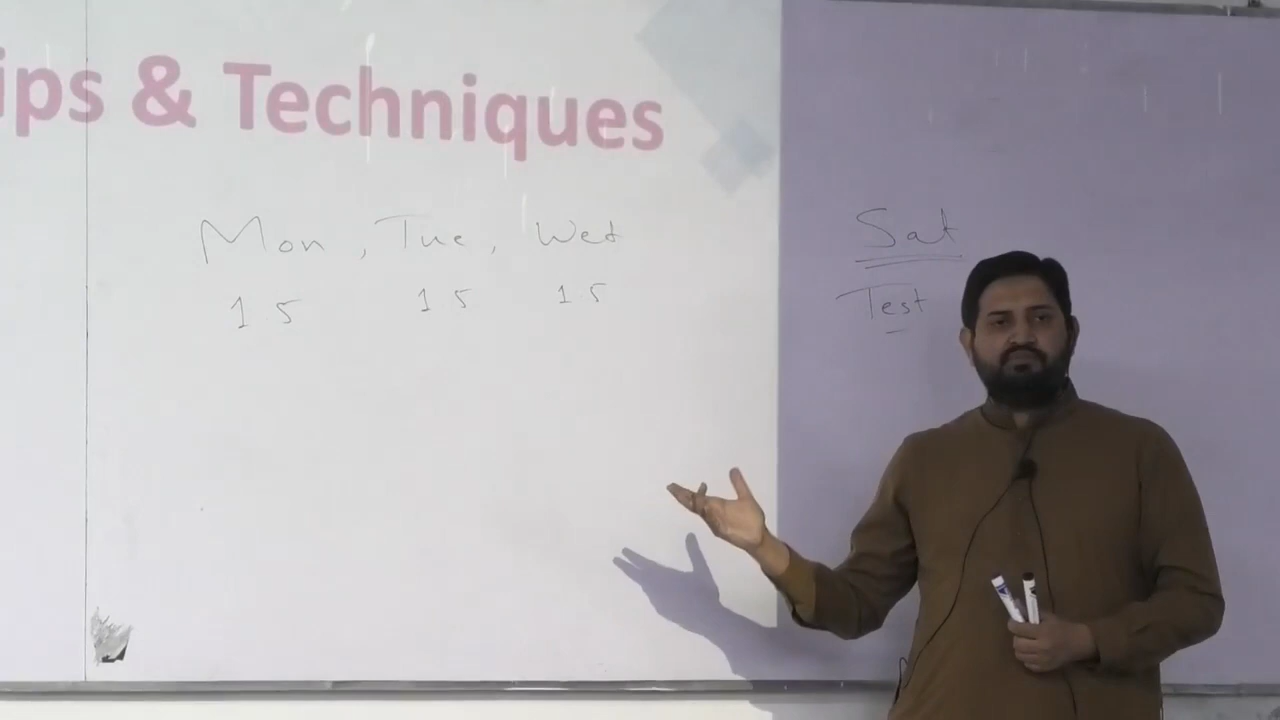 ips & Techniques
Mon, Tue, Wed
1.5 1.5 1.5
Sat
Test